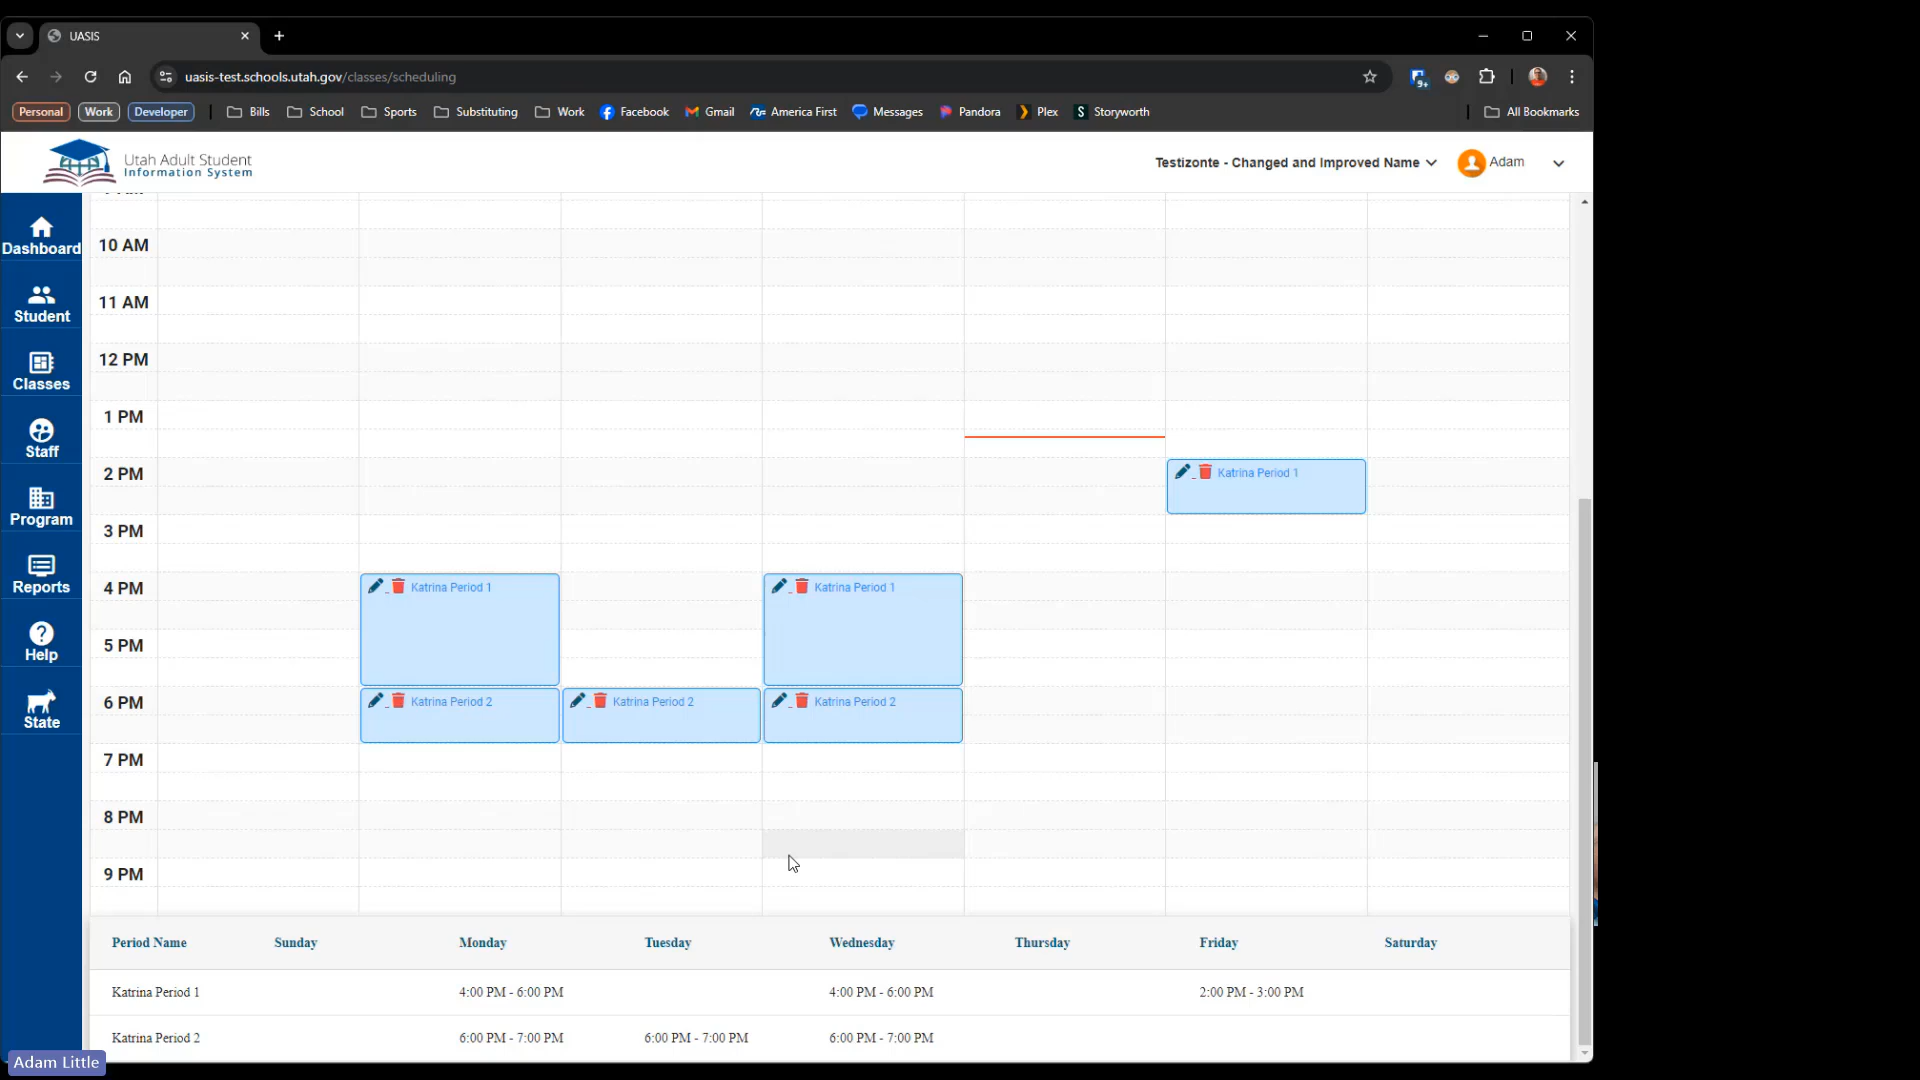 UASIS
uasis-test.schools.utah.gov/classes/scheduling
9+
Personal Work Developer Bills School Sports Substituting Work Facebook Gmail America First Messages Pandora Plex Storyworth All Bookmarks
Utah Adult Student
Information System
Testizonte - Changed and Improved Name
Adam
Dashboard
Student
Classes
Staff
Program
Reports
Help
State
10 AM
11 AM
12 PM
1 PM
2 PM
Katrina Period 1
3 PM
4 PM
Katrina Period 1
Katrina Period 1
5 PM
6 PM
Katrina Period 2
Katrina Period 2
Katrina Period 2
7 PM
8 PM
9 PM
Period Name Sunday Monday Tuesday Wednesday Thursday Friday Saturday
Katrina Period 1 4:00 PM - 6:00 PM 4:00 PM - 6:00 PM 2:00 PM - 3:00 PM
Katrina Period 2 6:00 PM - 7:00 PM 6:00 PM - 7:00 PM 6:00 PM - 7:00 PM
Adam Little